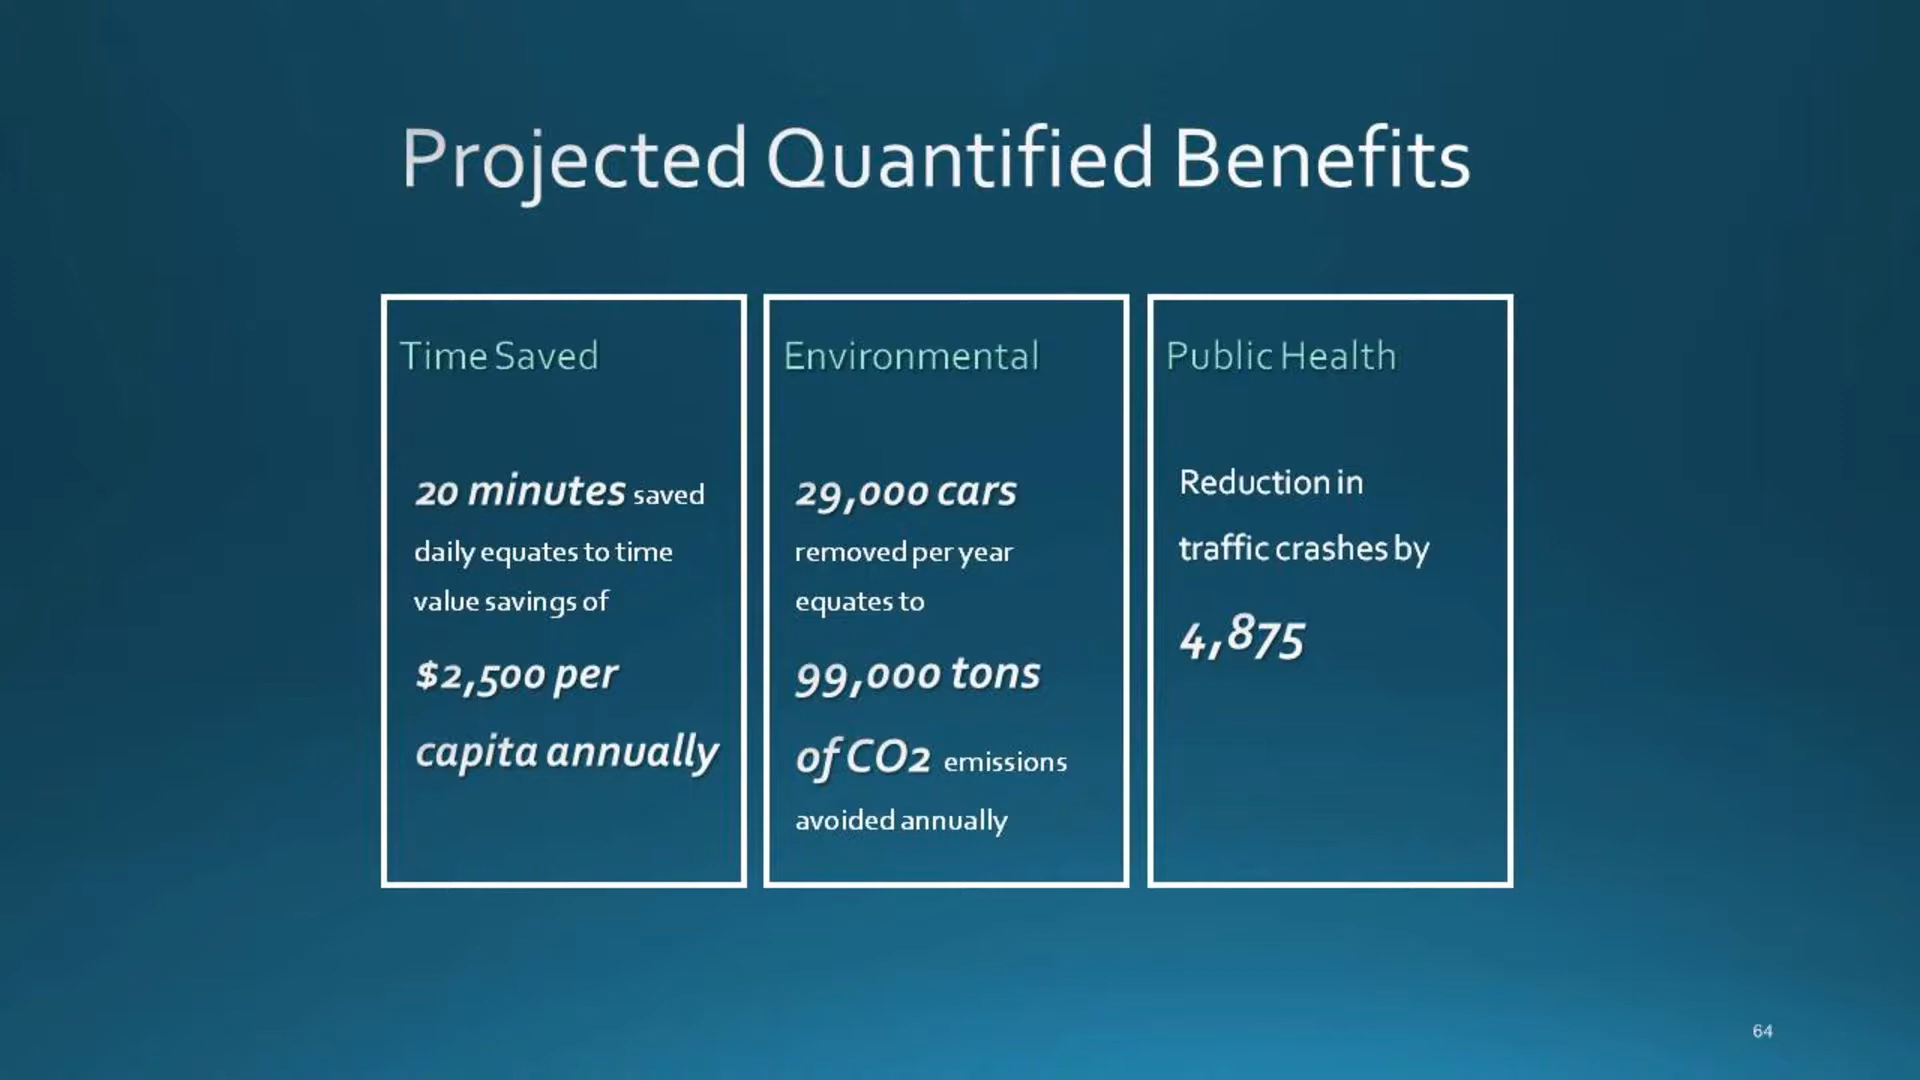 Projected Quantified Benefits
Time Saved
20 minutes saved
daily equates to time
value savings of
$2,500 per
capita annually
Environmental
29,000 cars
removed per year
equates to
99,000 tons
of CO2 emissions
avoided annually
Public Health
Reduction in
traffic crashes by
4,875
64